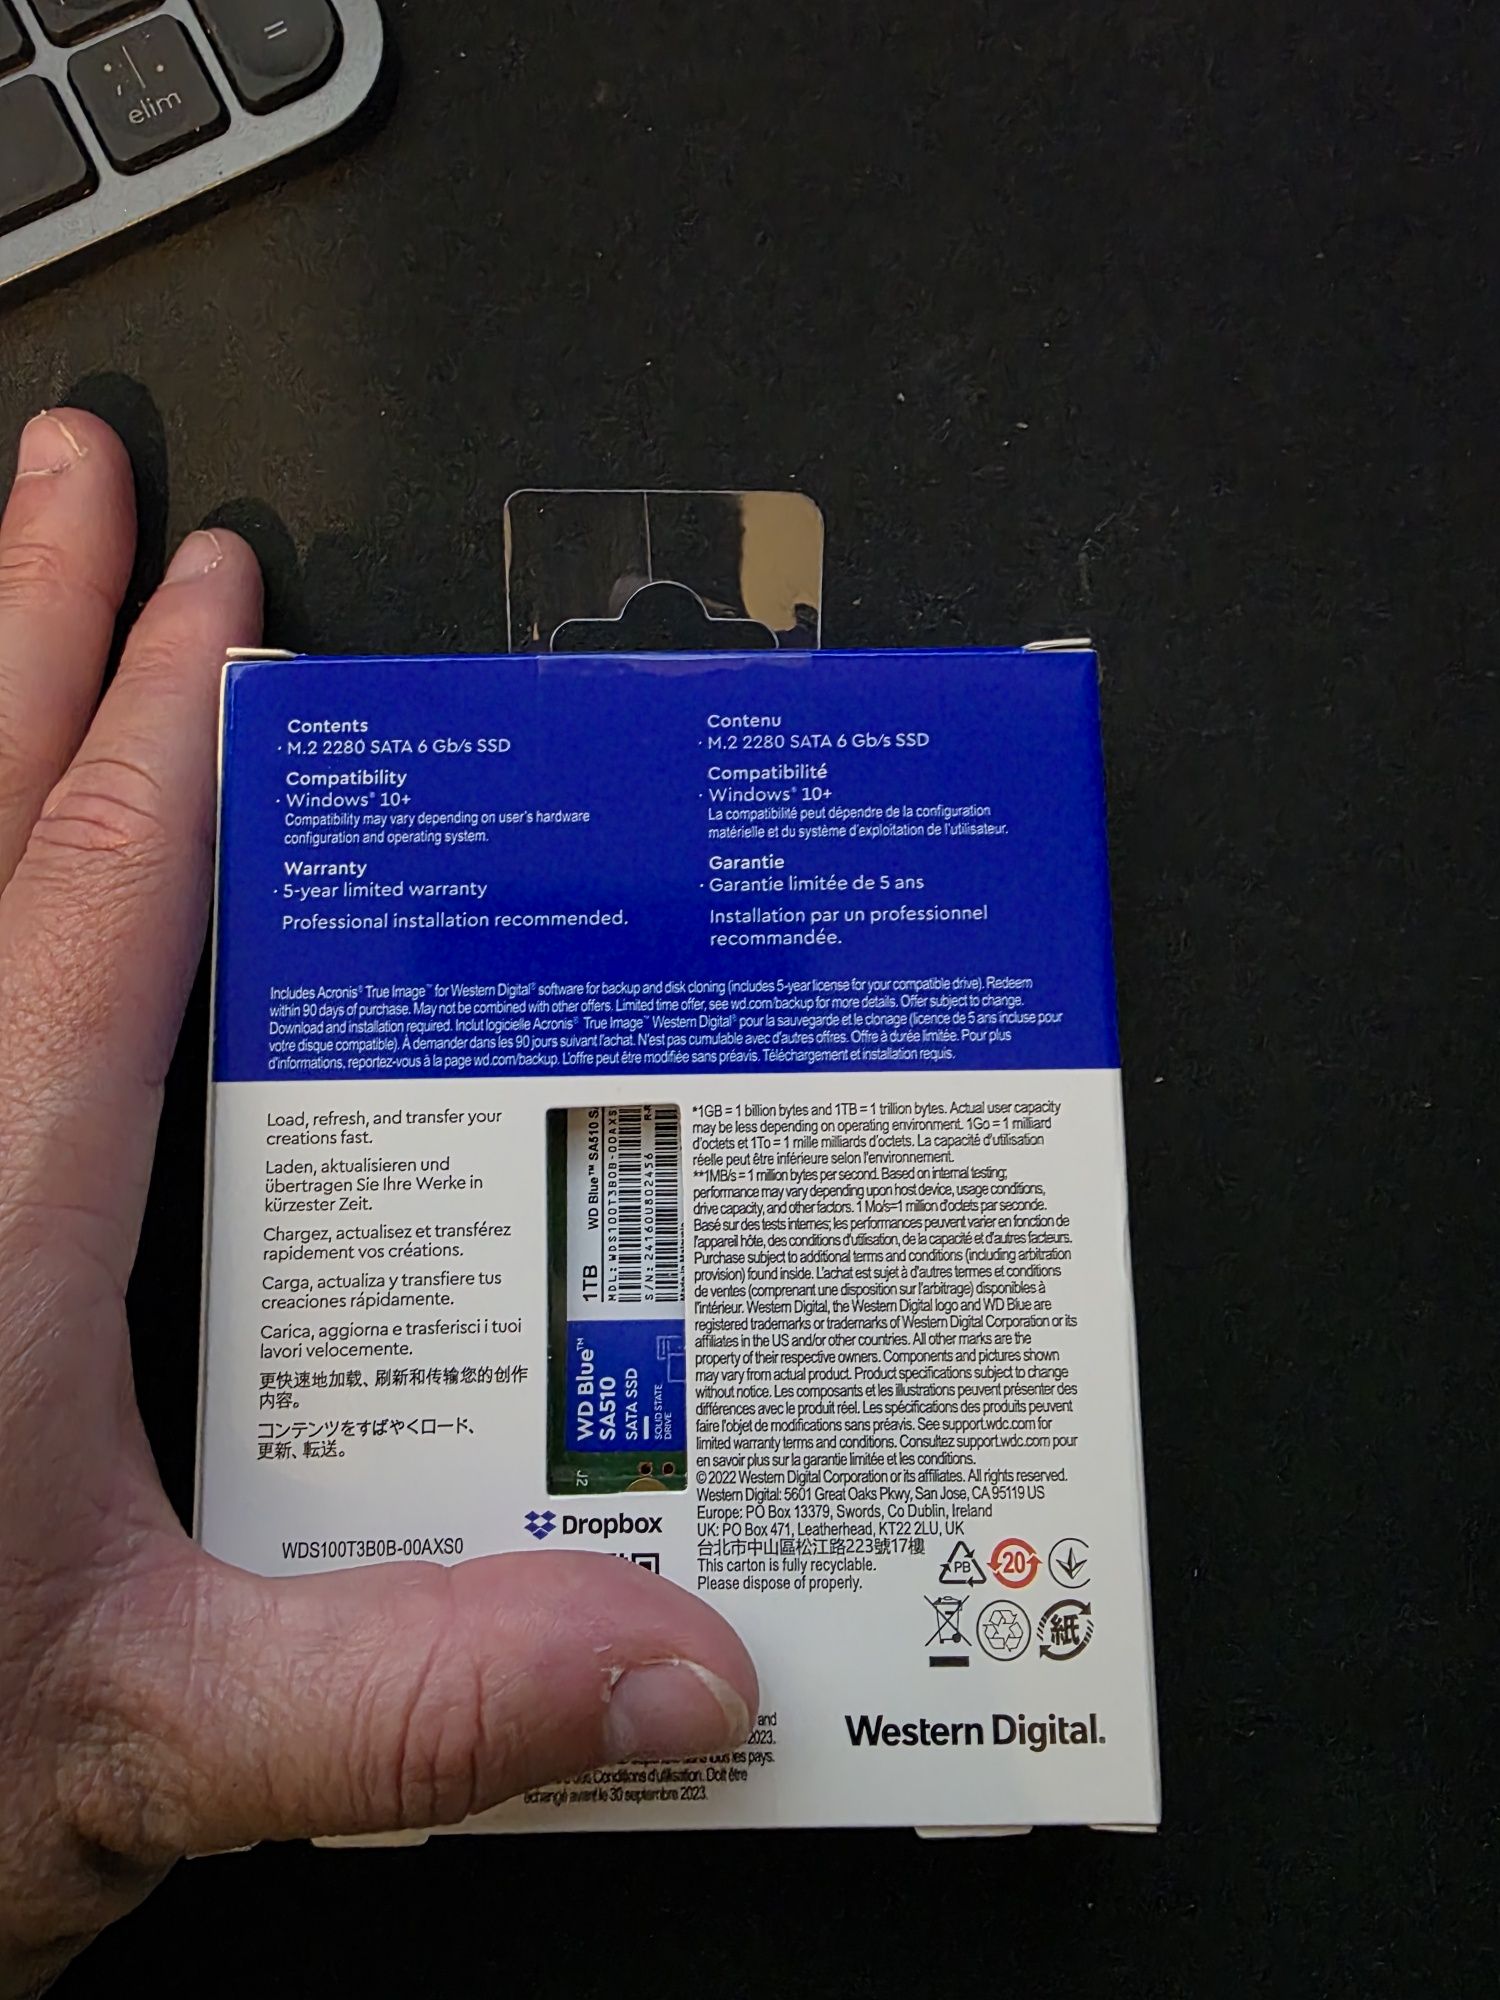 =
elim
Contents
· M.2 2280 SATA 6 Gb/s SSD
Compatibility
· Windows® 10+
Compatibility may vary depending on user's hardware
configuration and operating system.
Warranty
· 5-year limited warranty
Professional installation recommended.
Contenu
· M.2 2280 SATA 6 Gb/s SSD
Compatibilité
· Windows® 10+
La compatibilité peut dépendre de la configuration
matérielle et du système d'exploitation de l'utilisateur.
Garantie
· Garantie limitée de 5 ans
Installation par un professionnel
recommandée.
Includes Acronis® True Image™ for Western Digital® software for backup and disk cloning (includes 5-year license for your compatible drive). Redeem
within 90 days of purchase. May not be combined with other offers. Limited time offer, see wd.com/backup for more details. Offer subject to change.
Download and installation required. Inclut logicielle Acronis® True Image™ Western Digital® pour la sauvegarde et le clonage (licence de 5 ans incluse pour
votre disque compatible). À demander dans les 90 jours suivant l'achat. N'est pas cumulable avec d'autres offres. Offre à durée limitée. Pour plus
d'informations, reportez-vous à la page wd.com/backup. L'offre peut être modifiée sans préavis. Téléchargement et installation requis.
Load, refresh, and transfer your
creations fast.
Laden, aktualisieren und
übertragen Sie Ihre Werke in
kürzester Zeit.
Chargez, actualisez et transférez
rapidement vos créations.
Carga, actualiza y transfiere tus
creaciones rápidamente.
Carica, aggiorna e trasferisci i tuoi
lavori velocemente.
更快速地加载、刷新和传输您的创作
内容。
コンテンツをすばやくロード、
更新、転送。
WDS100T3B0B-00AXS0
1TB
WD Blue™ SA510 S
MDL: WDS100T3B0B-00AXS
S/N: 24160U802456
WD Blue™
SA510
SATA SSD
SOLID STATE
DRIVE
J2
Dropbox
*1GB = 1 billion bytes and 1TB = 1 trillion bytes. Actual user capacity
may be less depending on operating environment. 1Go = 1 milliard
d'octets et 1To = 1 mille milliards d'octets. La capacité d'utilisation
réelle peut être inférieure selon l'environnement.
**1MB/s = 1 million bytes per second. Based on internal testing;
performance may vary depending upon host device, usage conditions,
drive capacity, and other factors. 1 Mo/s=1 million d'octets par seconde.
Basé sur des tests internes; les performances peuvent varier en fonction de
l'appareil hôte, des conditions d'utilisation, de la capacité et d'autres facteurs.
Purchase subject to additional terms and conditions (including arbitration
provision) found inside. L'achat est sujet à d'autres termes et conditions
de ventes (comprenant une disposition sur l'arbitrage) disponibles à
l'intérieur. Western Digital, the Western Digital logo and WD Blue are
registered trademarks or trademarks of Western Digital Corporation or its
affiliates in the US and/or other countries. All other marks are the
property of their respective owners. Components and pictures shown
may vary from actual product. Product specifications subject to change
without notice. Les composants et les illustrations peuvent présenter des
différences avec le produit réel. Les spécifications des produits peuvent
faire l'objet de modifications sans préavis. See support.wdc.com for
limited warranty terms and conditions. Consultez support.wdc.com pour
en savoir plus sur la garantie limitée et les conditions.
© 2022 Western Digital Corporation or its affiliates. All rights reserved.
Western Digital: 5601 Great Oaks Pkwy, San Jose, CA 95119 US
Europe: PO Box 13379, Swords, Co Dublin, Ireland
UK: PO Box 471, Leatherhead, KT22 2LU, UK
台北市中山區松江路223號17樓
This carton is fully recyclable.
Please dispose of properly.
PB
20
紙
and
2023.
les pays.
Conditions d'utilisation. Doit être
échangé avant le 30 septembre 2023.
Western Digital.